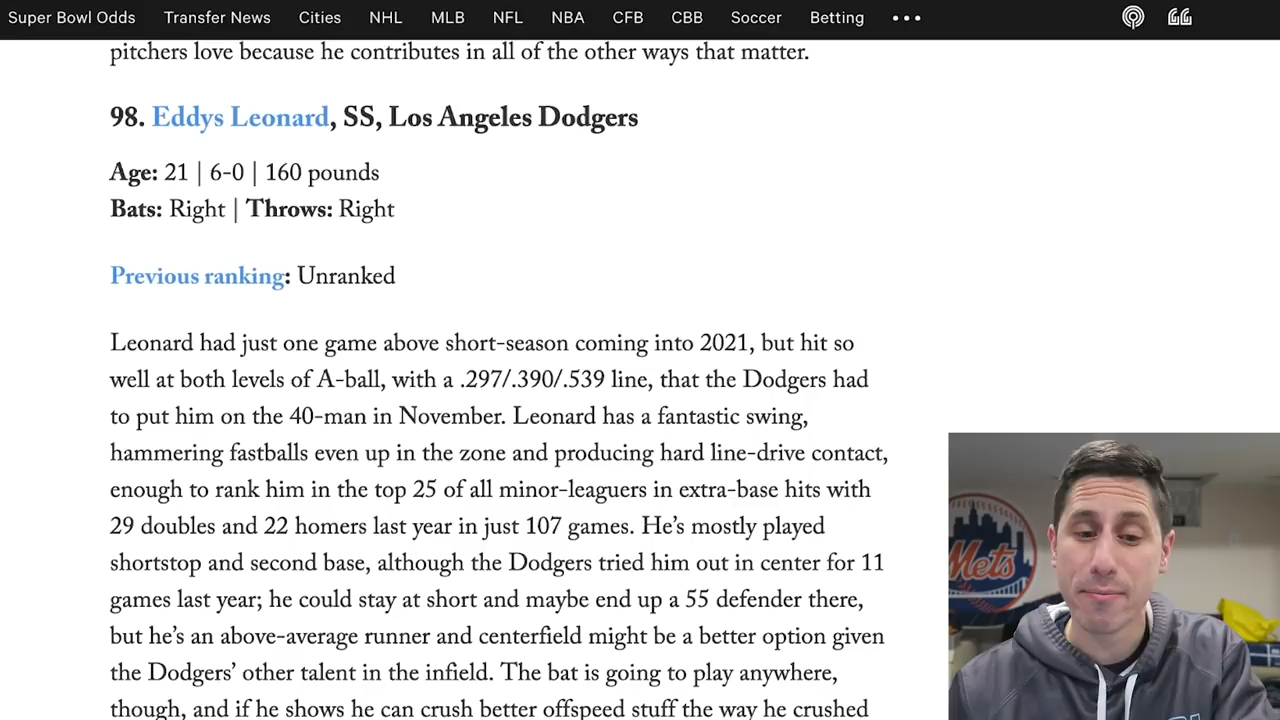 Super Bowl Odds Transfer News Cities NHL MLB NFL NBA CFB CBB Soccer Betting
pitchers love because he contributes in all of the other ways that matter.
98. Eddys Leonard, SS, Los Angeles Dodgers
Age: 21 | 6-0 | 160 pounds
Bats: Right | Throws: Right
Previous ranking: Unranked
Leonard had just one game above short-season coming into 2021, but hit so
well at both levels of A-ball, with a .297/.390/.539 line, that the Dodgers had
to put him on the 40-man in November. Leonard has a fantastic swing,
hammering fastballs even up in the zone and producing hard line-drive contact,
enough to rank him in the top 25 of all minor-leaguers in extra-base hits with
29 doubles and 22 homers last year in just 107 games. He’s mostly played
shortstop and second base, although the Dodgers tried him out in center for 11
games last year; he could stay at short and maybe end up a 55 defender there,
but he’s an above-average runner and centerfield might be a better option given
the Dodgers’ other talent in the infield. The bat is going to play anywhere,
though, and if he shows he can crush better offspeed stuff the way he crushed
Mets